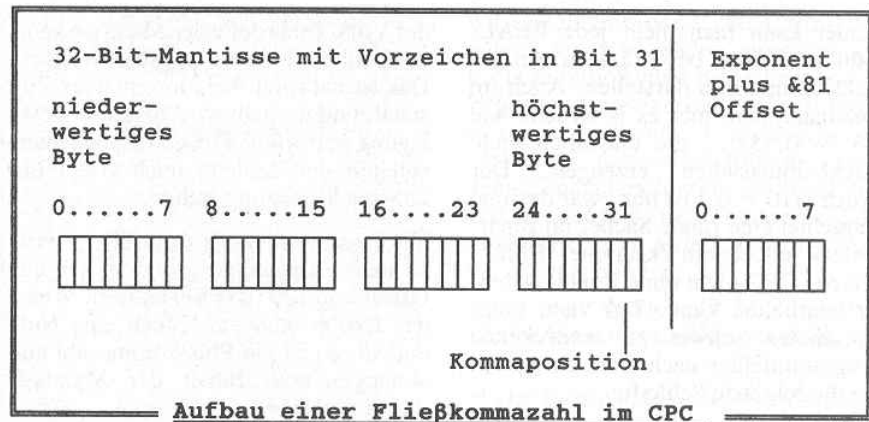 32-Bit-Mantisse mit Vorzeichen in Bit 31 Exponent
plus &81
nieder- höchst- Offset
wertiges wertiges
Byte Byte
0......7 8.....15 16....23 24....31 0......7
Kommaposition
Aufbau einer Fließkommazahl im CPC